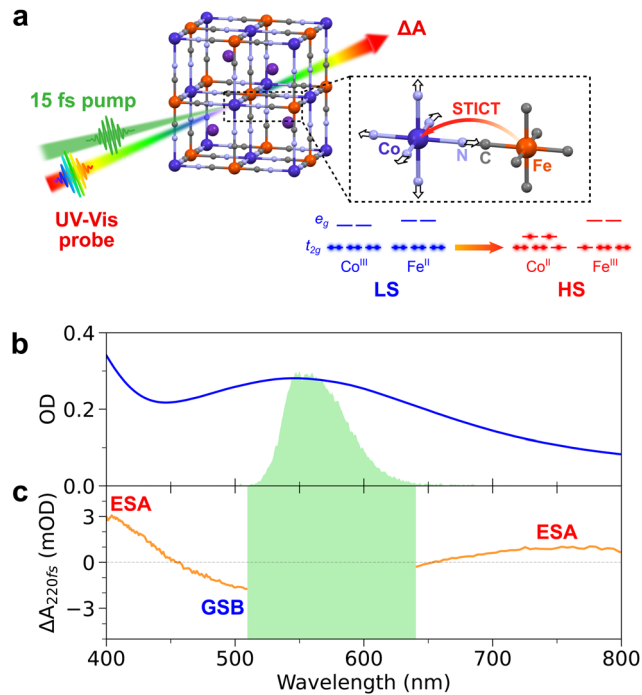 a
ΔA
15 fs pump
UV-Vis
probe
STICT
Co
N
C
Fe
e_g
t_2g
Co^III
Fe^II
Co^II
Fe^III
LS
HS
b
0.4
0.2
0.0
OD
c
ESA
GSB
ESA
3
0
−3
ΔA_220fs (mOD)
400 500 600 700 800
Wavelength (nm)